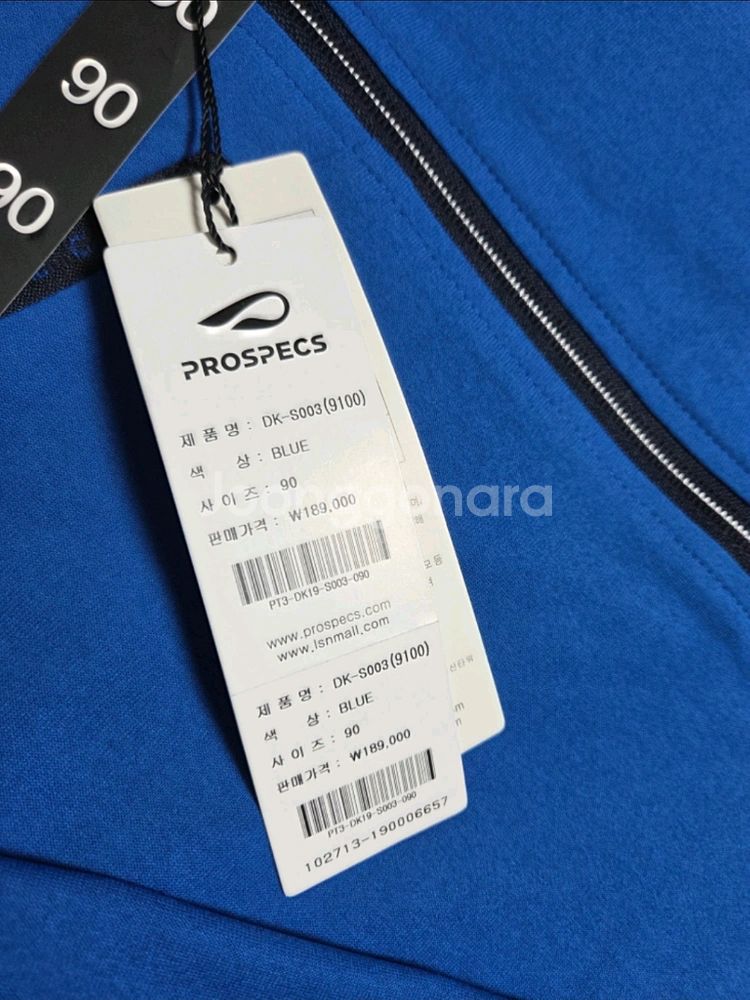 90
90
90
PROSPECS
제 품 명 : DK-S003(9100)
색 상 : BLUE
사 이 즈 : 90
판매가격 : ₩189,000
PT3-DK19-S003-090
www.prospecs.com
www.lsnmall.com
제 품 명 : DK-S003(9100)
색 상 : BLUE
사 이 즈 : 90
판매가격 : ₩189,000
PT3-DK19-S003-090
102713-190006657
Joongonara